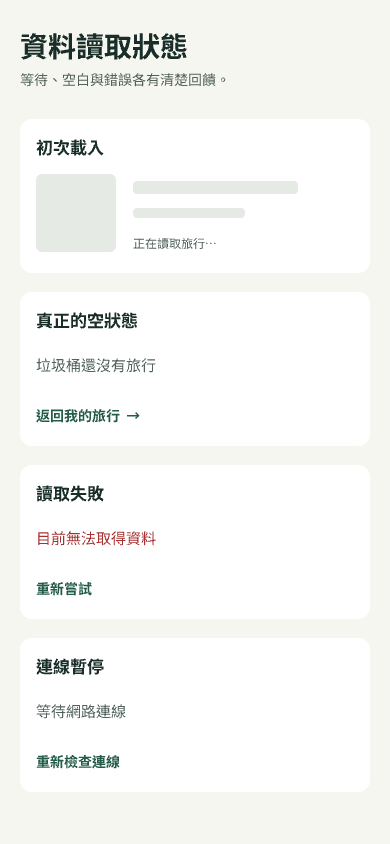 資料讀取狀態
等待、空白與錯誤各有清楚回饋。
初次載入
正在讀取旅行…
真正的空狀態
垃圾桶還沒有旅行
返回我的旅行 →
讀取失敗
目前無法取得資料
重新嘗試
連線暫停
等待網路連線
重新檢查連線